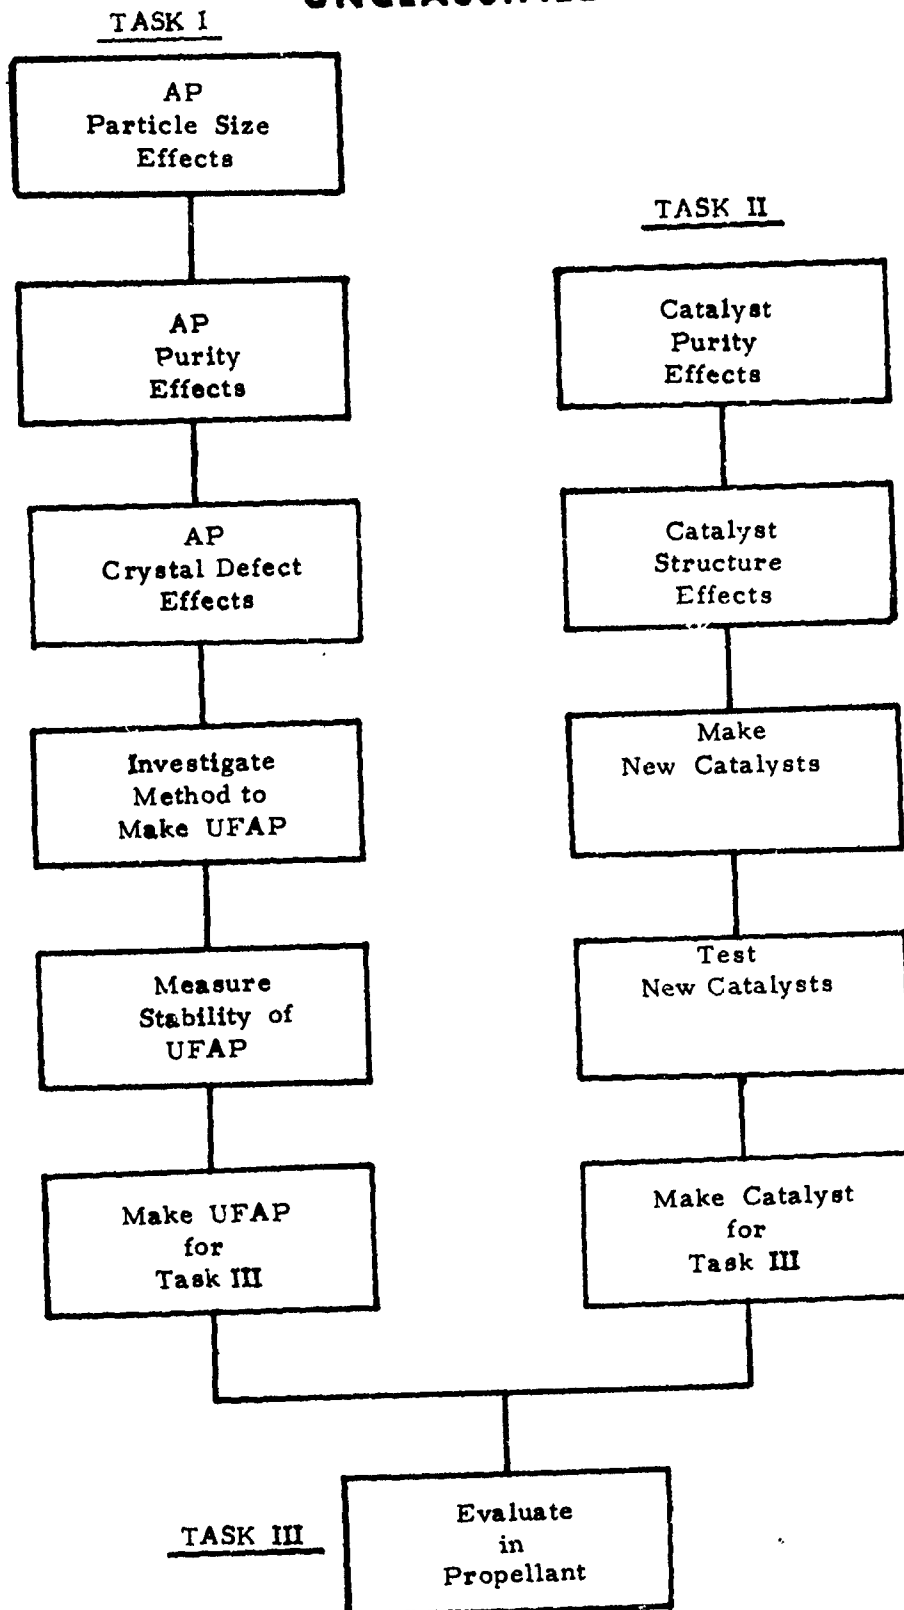 TASK I
AP
Particle Size
Effects
AP
Purity
Effects
AP
Crystal Defect
Effects
Investigate
Method to
Make UFAP
Measure
Stability of
UFAP
Make UFAP
for
Task III
TASK II
Catalyst
Purity
Effects
Catalyst
Structure
Effects
Make
New Catalysts
Test
New Catalysts
Make Catalyst
for
Task III
TASK III
Evaluate
in
Propellant